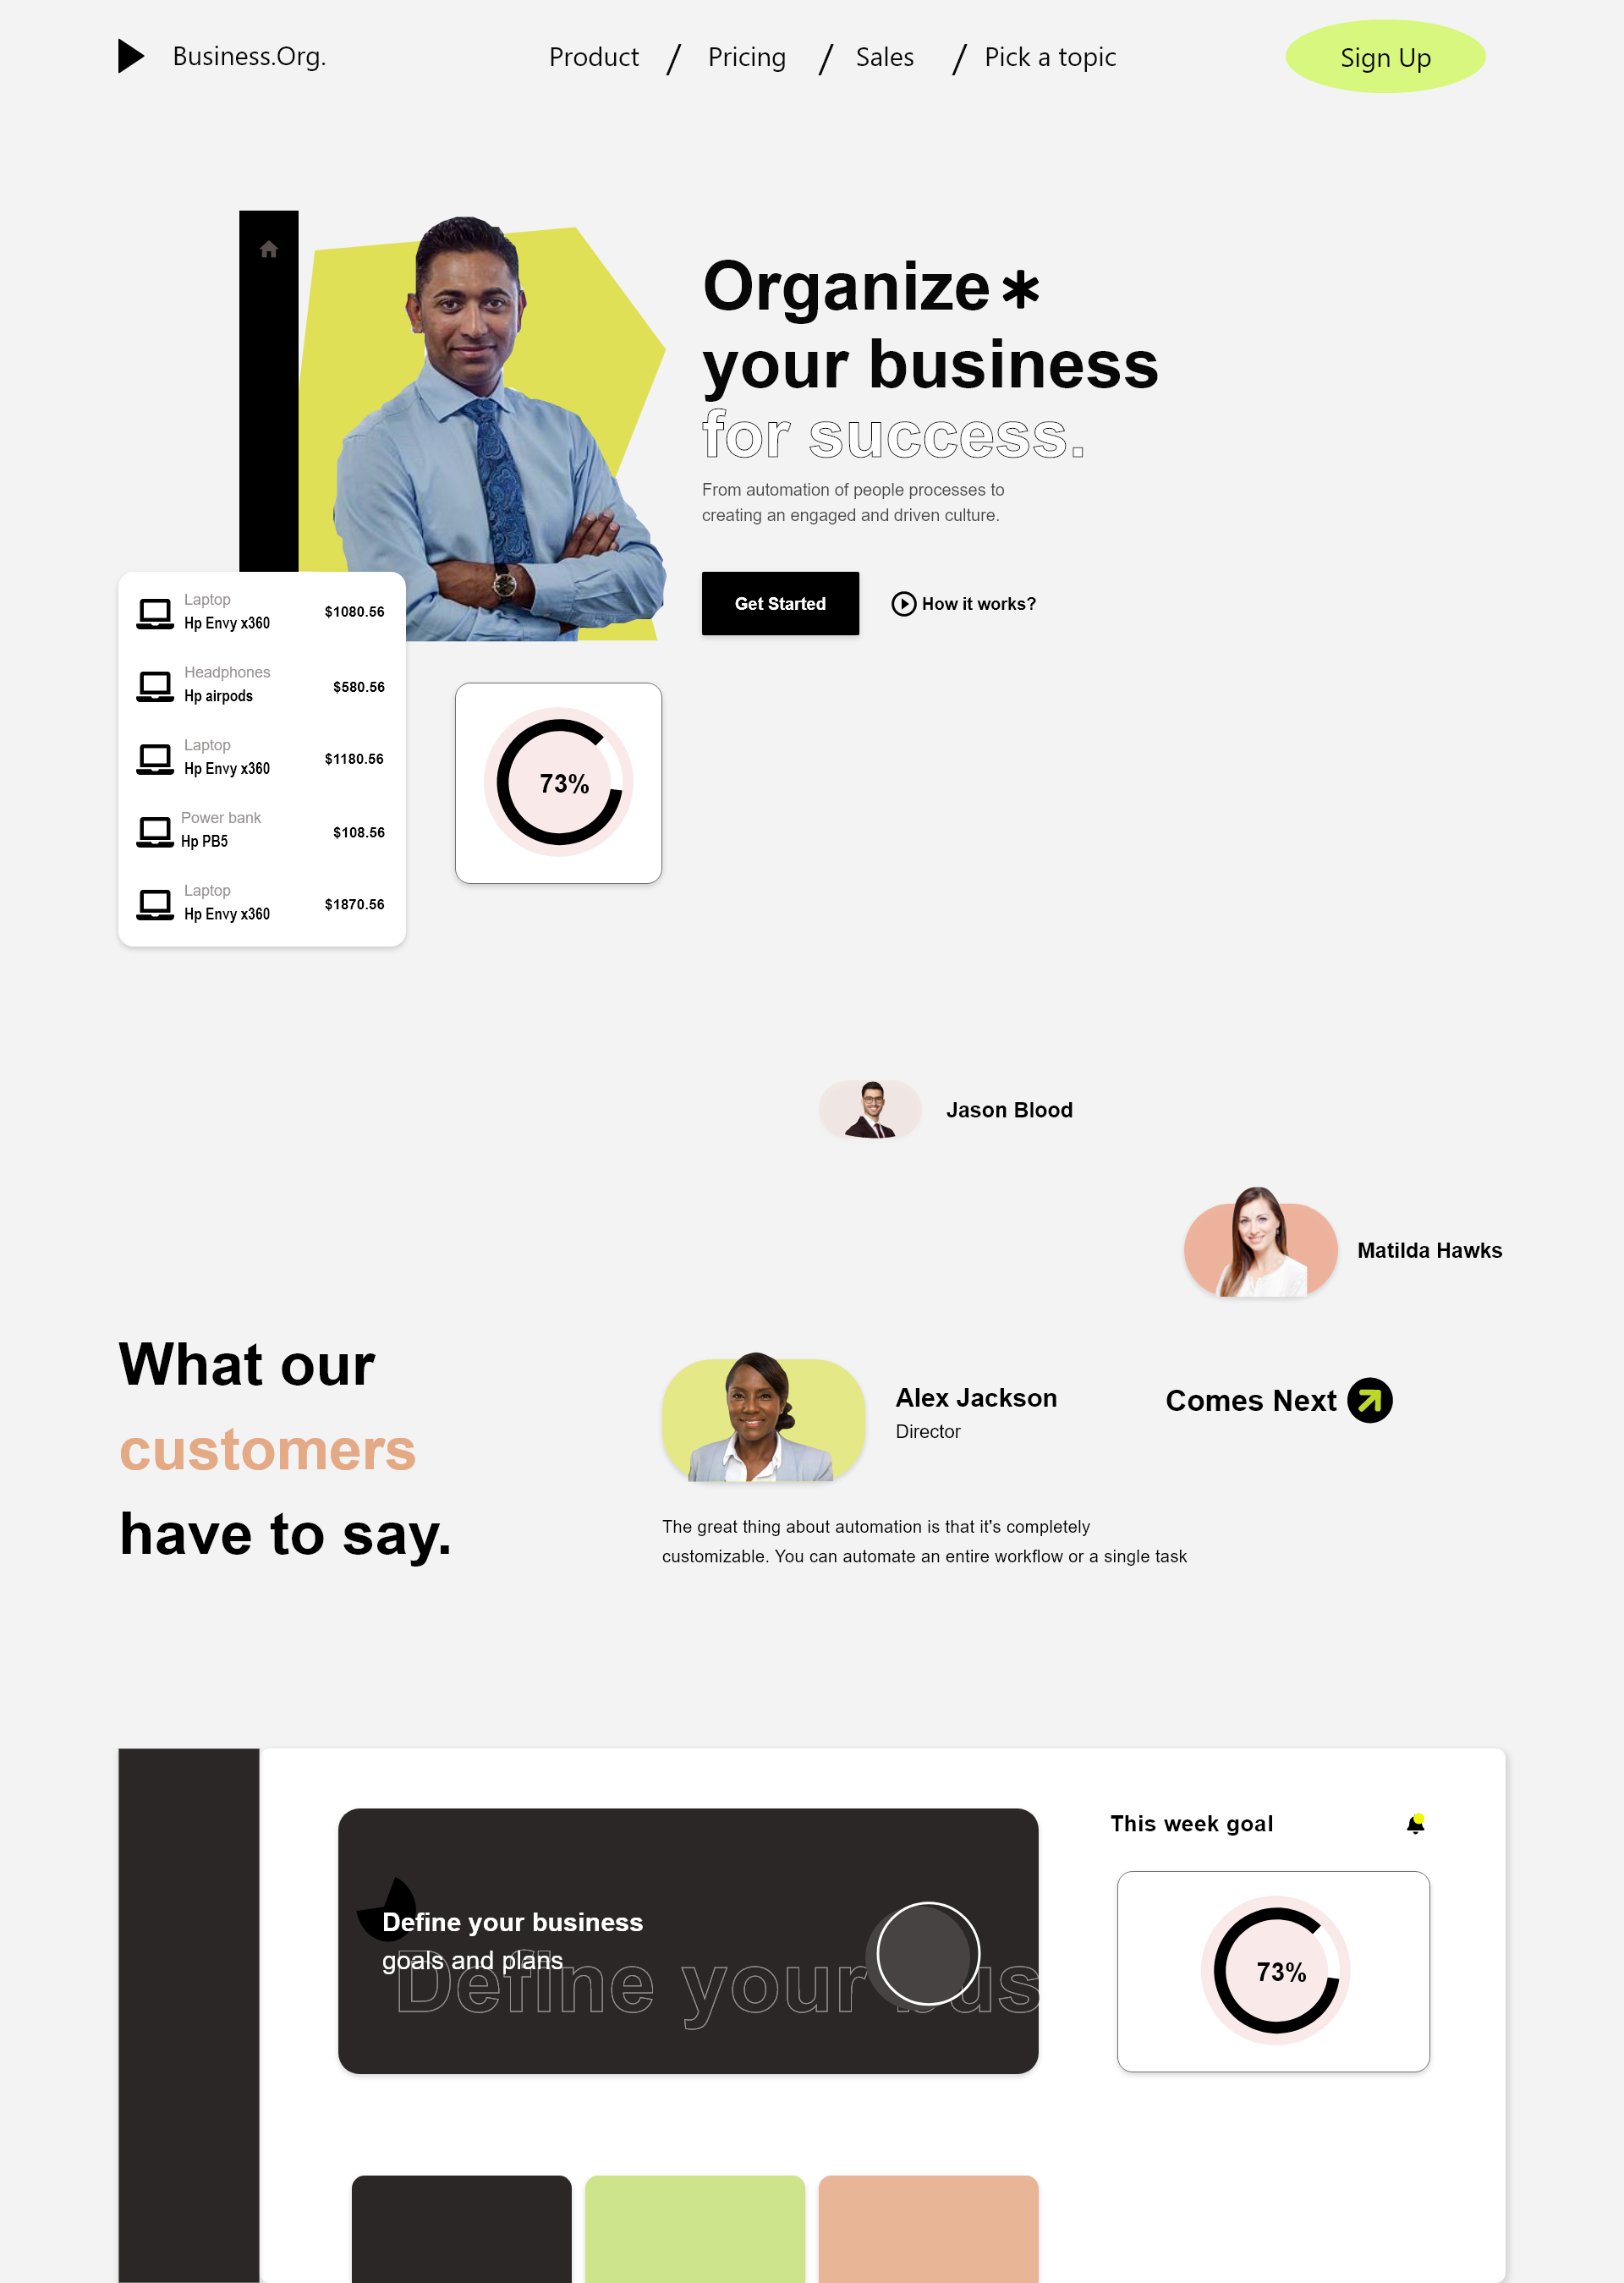 Business.Org.
Product / Pricing / Sales / Pick a topic
Sign Up
Organize*
your business
for success.
From automation of people processes to
creating an engaged and driven culture.
Get Started
How it works?
Laptop
Hp Envy x360
$1080.56
Headphones
Hp airpods
$580.56
Laptop
Hp Envy x360
$1180.56
Power bank
Hp PB5
$108.56
Laptop
Hp Envy x360
$1870.56
73%
Jason Blood
Matilda Hawks
What our
customers
have to say.
Alex Jackson
Director
Comes Next
The great thing about automation is that it's completely
customizable. You can automate an entire workflow or a single task
Define your business
goals and plans
Define your bus
This week goal
73%